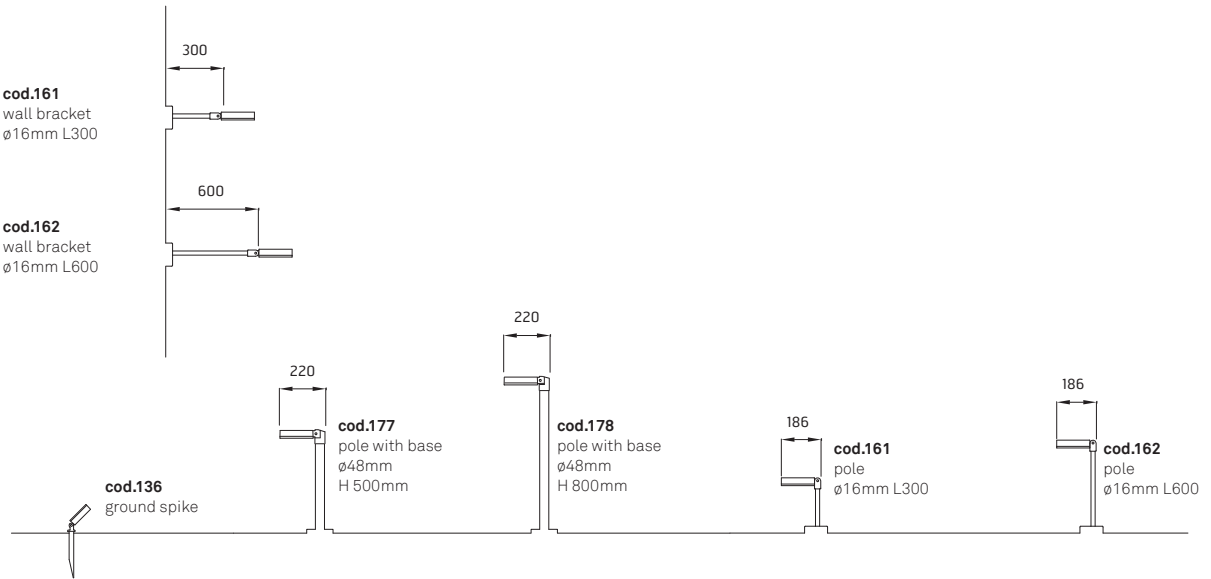 300
cod.161
wall bracket
ø16mm L300
600
cod.162
wall bracket
ø16mm L600
cod.136
ground spike
220
cod.177
pole with base
ø48mm
H 500mm
220
cod.178
pole with base
ø48mm
H 800mm
186
cod.161
pole
ø16mm L300
186
cod.162
pole
ø16mm L600